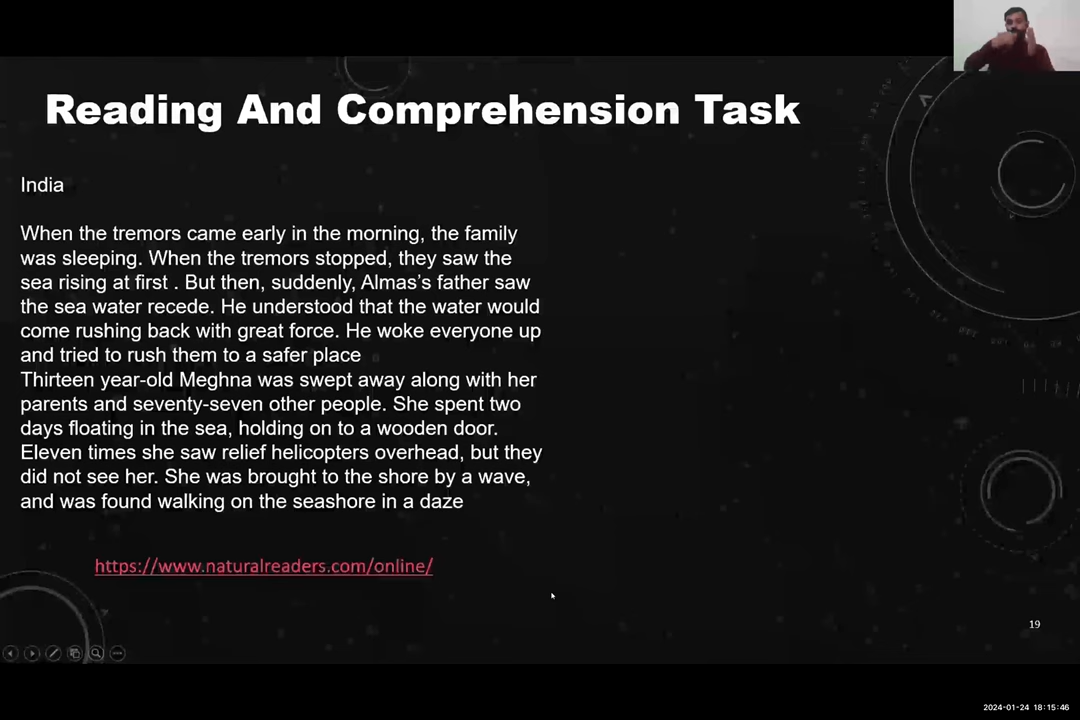 Reading And Comprehension Task
India
When the tremors came early in the morning, the family
was sleeping. When the tremors stopped, they saw the
sea rising at first . But then, suddenly, Almas's father saw
the sea water recede. He understood that the water would
come rushing back with great force. He woke everyone up
and tried to rush them to a safer place
Thirteen year-old Meghna was swept away along with her
parents and seventy-seven other people. She spent two
days floating in the sea, holding on to a wooden door.
Eleven times she saw relief helicopters overhead, but they
did not see her. She was brought to the shore by a wave,
and was found walking on the seashore in a daze
https://www.naturalreaders.com/online/
19
2024-01-24 18:15:46